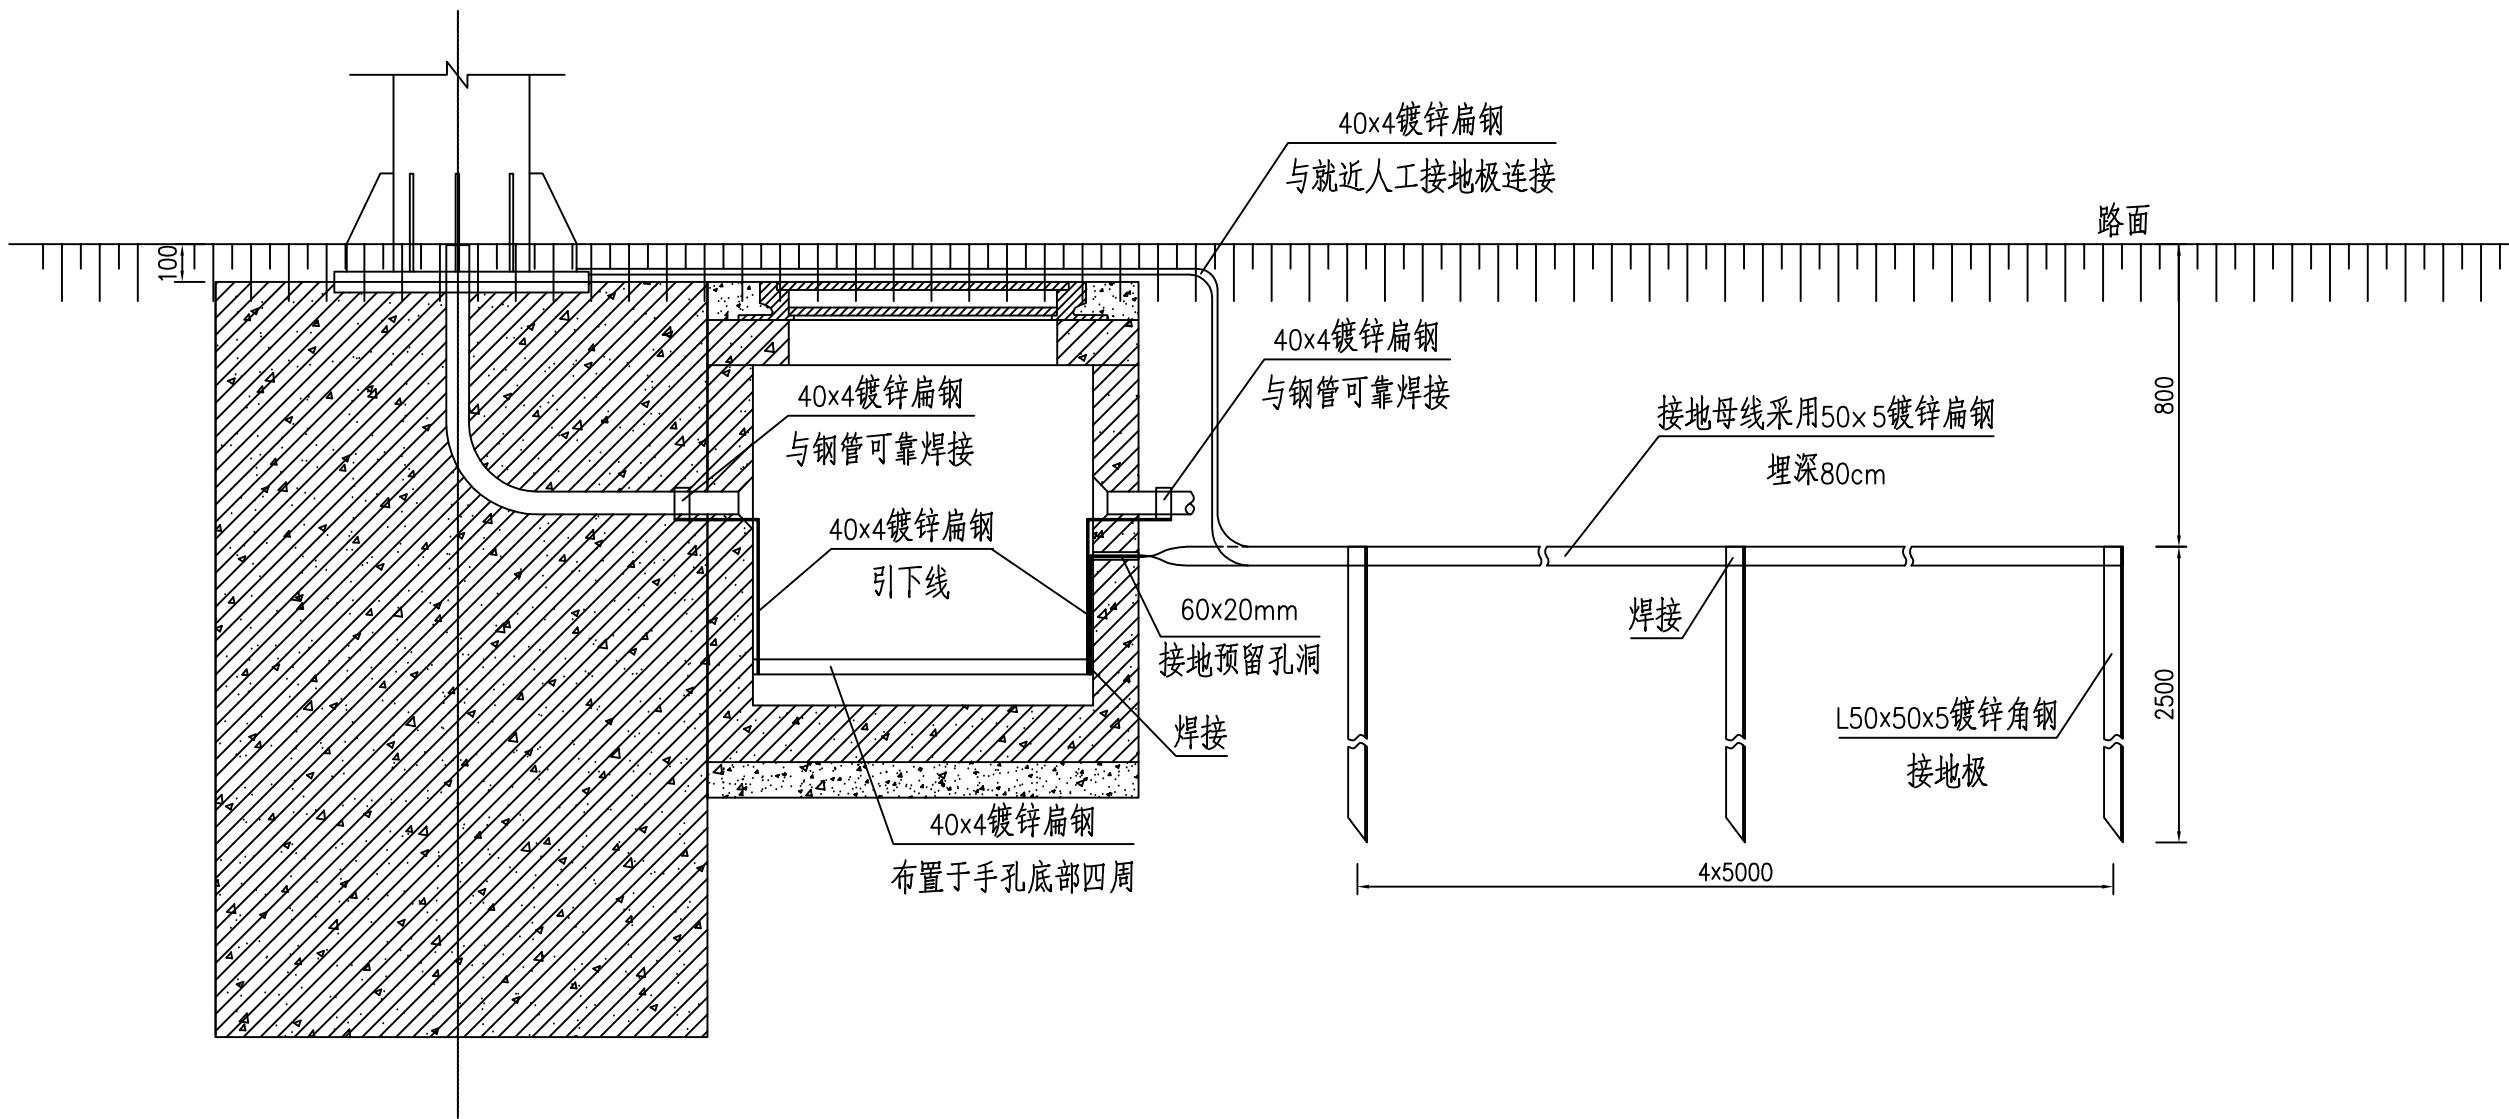 40x4镀锌扁钢
与就近人工接地极连接
路面
100
40x4镀锌扁钢
与钢管可靠焊接
40x4镀锌扁钢
与钢管可靠焊接
800
接地母线采用50x5镀锌扁钢
埋深80cm
40x4镀锌扁钢
引下线
60x20mm
接地预留孔洞
焊接
2500
L50x50x5镀锌角钢
接地极
焊接
40x4镀锌扁钢
布置于手孔底部四周
4x5000